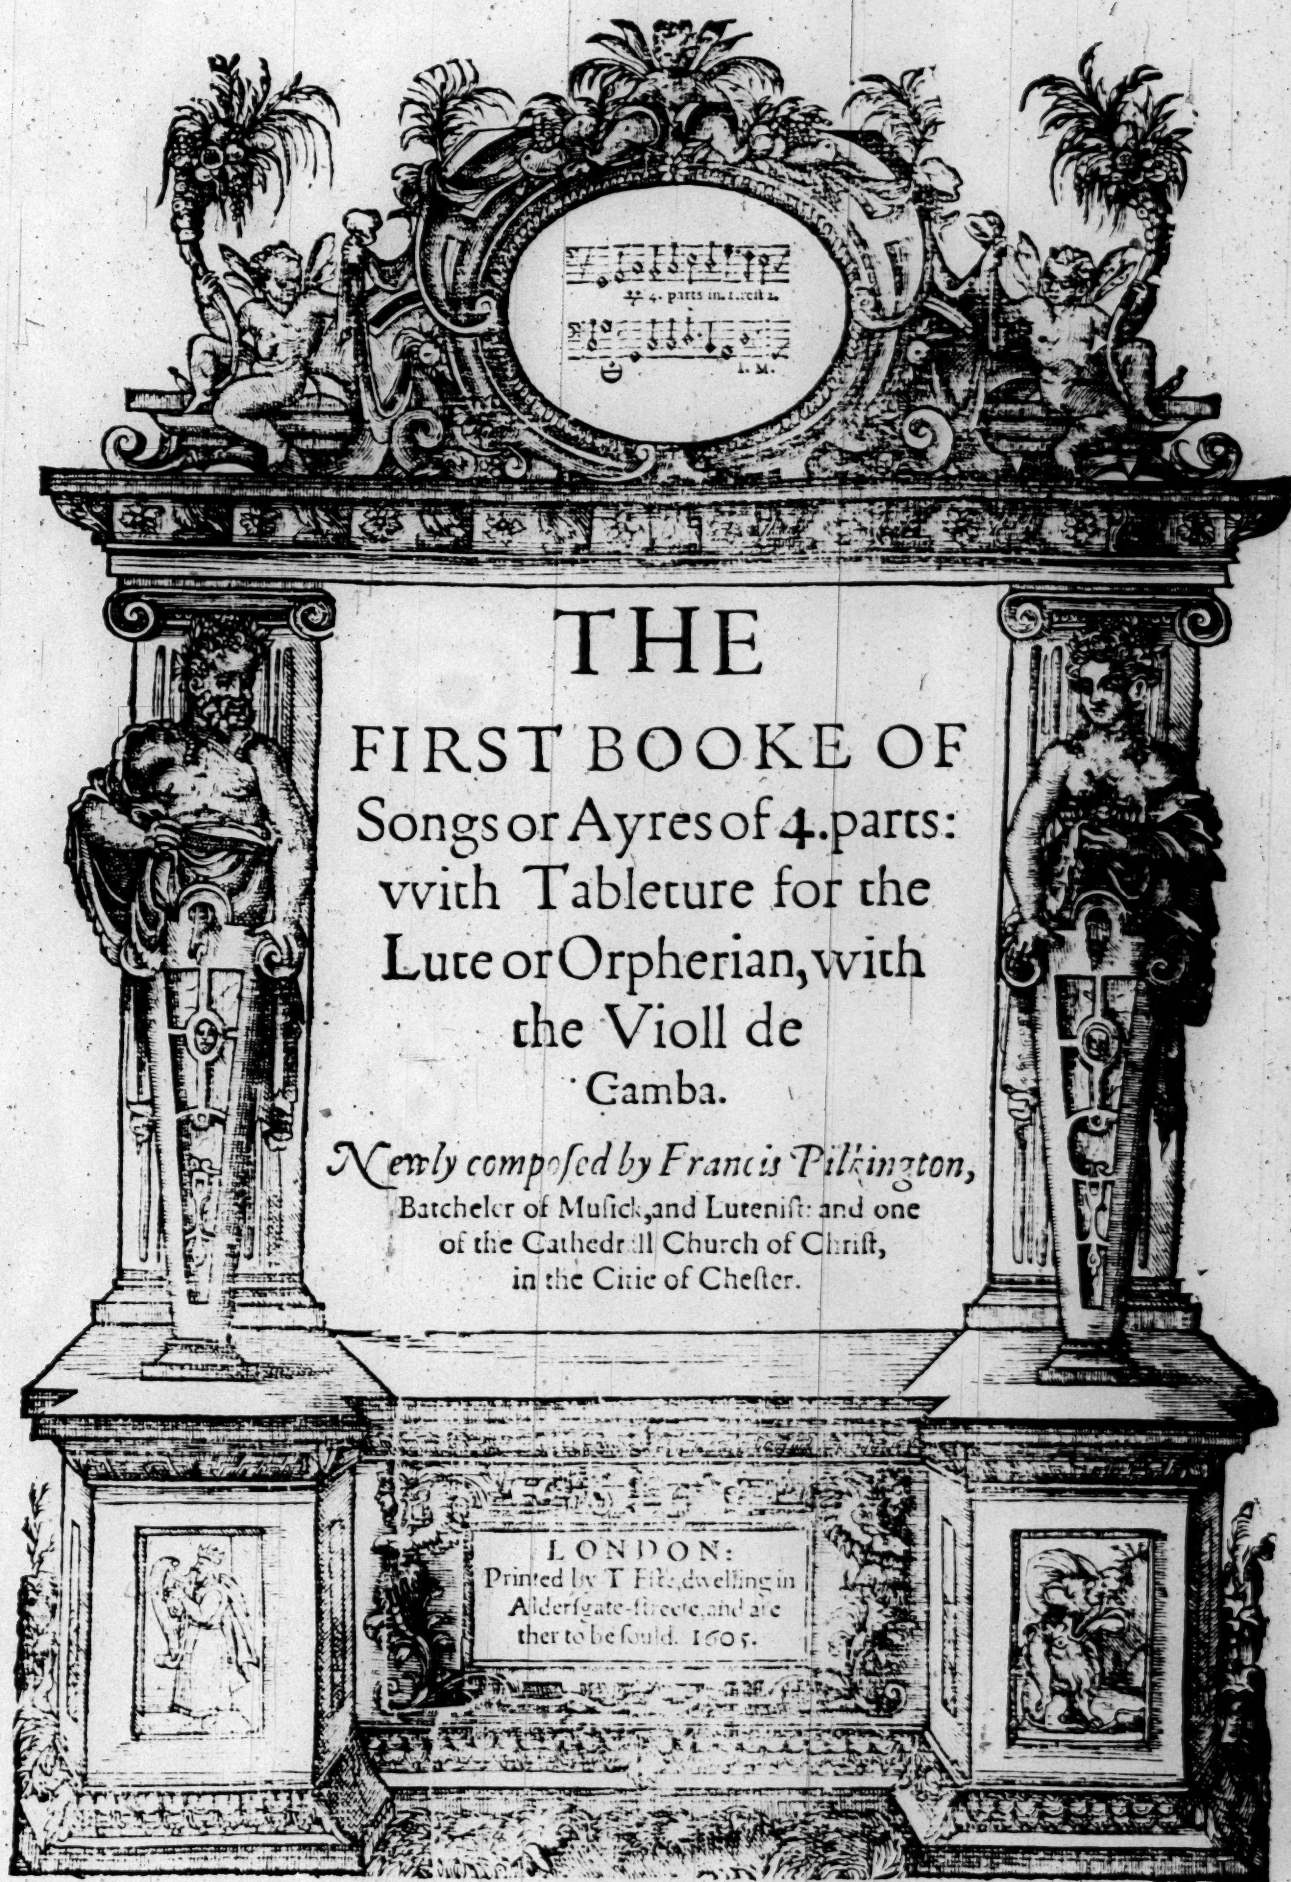 4. parts in. 1. rest 2.
I. M.
THE
FIRST BOOKE OF
Songs or Ayres of 4. parts:
vvith Tableture for the
Lute or Orpherian, with
the Violl de
Gamba.
Newly compoſed by Francis Pilkington,
Batcheler of Muſick, and Luteniſt: and one
of the Cathedrall Church of Chriſt,
in the Citie of Cheſter.
LONDON:
Printed by T. Eſte, dwelling in
Alderſgate-ſtreete, and are
ther to be ſould. 1605.